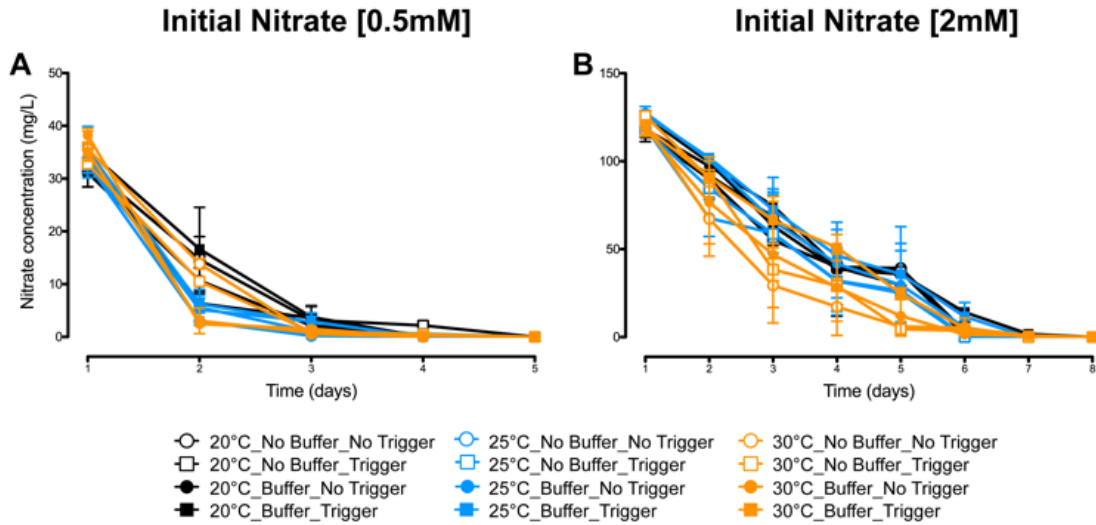 Initial Nitrate [0.5mM]
Initial Nitrate [2mM]
A
B
Nitrate concentration (mg/L)
50
40
30
20
10
0
1 2 3 4 5
Time (days)
150
100
50
0
1 2 3 4 5 6 7 8
Time (days)
20°C_No Buffer_No Trigger
20°C_No Buffer_Trigger
20°C_Buffer_No Trigger
20°C_Buffer_Trigger
25°C_No Buffer_No Trigger
25°C_No Buffer_Trigger
25°C_Buffer_No Trigger
25°C_Buffer_Trigger
30°C_No Buffer_No Trigger
30°C_No Buffer_Trigger
30°C_Buffer_No Trigger
30°C_Buffer_Trigger